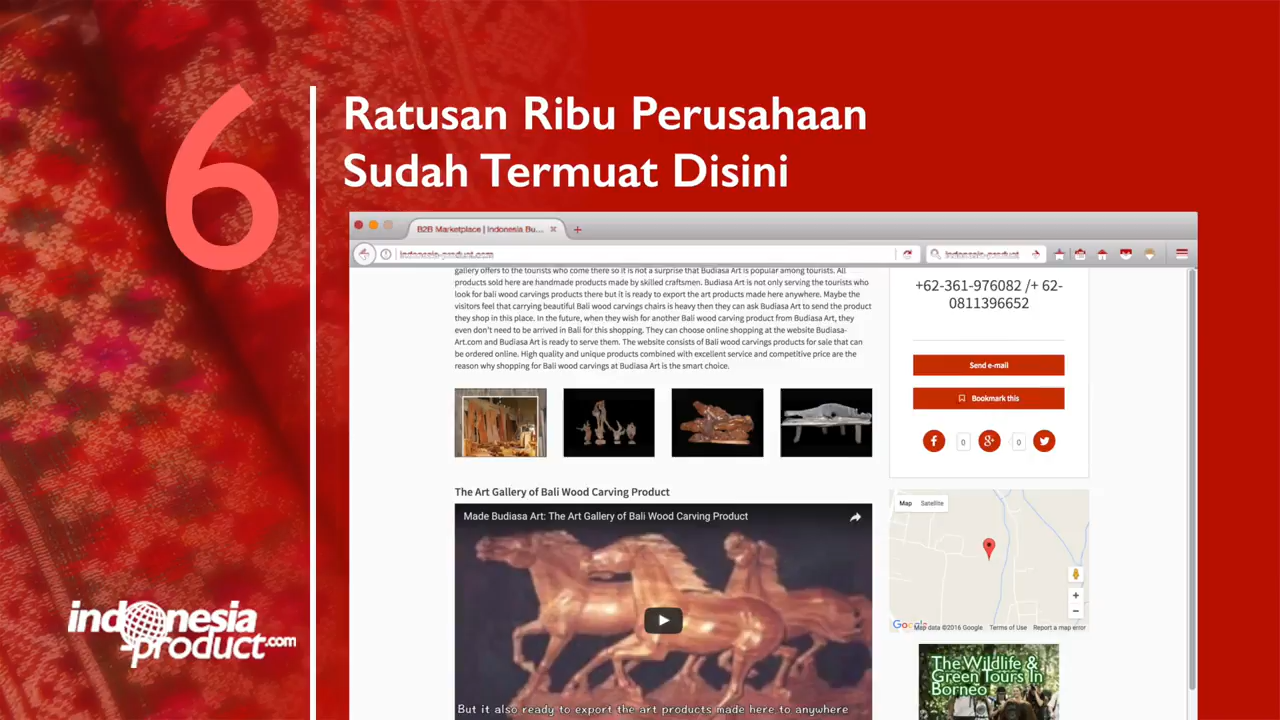 6
Ratusan Ribu Perusahaan
Sudah Termuat Disini
B2B Marketplace | Indonesia Bu...
indonesia-product.com
indonesia-product
gallery offers to the tourists who come there so it is not a surprise that Budiasa Art is popular among tourists. All
products sold here are handmade products made by skilled craftsmen. Budiasa Art is not only serving the tourists who
look for bali wood carvings products there but it is ready to export the art products made here anywhere. Maybe the
visitors feel that carrying beautiful Bali wood carvings chairs is heavy then they can ask Budiasa Art to send the product
they shop in this place. In the future, when they wish for another Bali wood carving product from Budiasa Art, they
even don't need to be arrived in Bali for this shopping. They can choose online shopping at the website Budiasa-
Art.com and Budiasa Art is ready to serve them. The website consists of Bali wood carvings products for sale that can
be ordered online. High quality and unique products combined with excellent service and competitive price are the
reason why shopping for Bali wood carvings at Budiasa Art is the smart choice.
The Art Gallery of Bali Wood Carving Product
Made Budiasa Art: The Art Gallery of Bali Wood Carving Product
But it also ready to export the art products made here to anywhere
+62-361-976082 /+ 62-
0811396652
Send e-mail
Bookmark this
0
0
Map Satellite
Google
Map data ©2016 Google Terms of Use Report a map error
The Wildlife &
Green Tours In
Borneo
indonesia
product.com